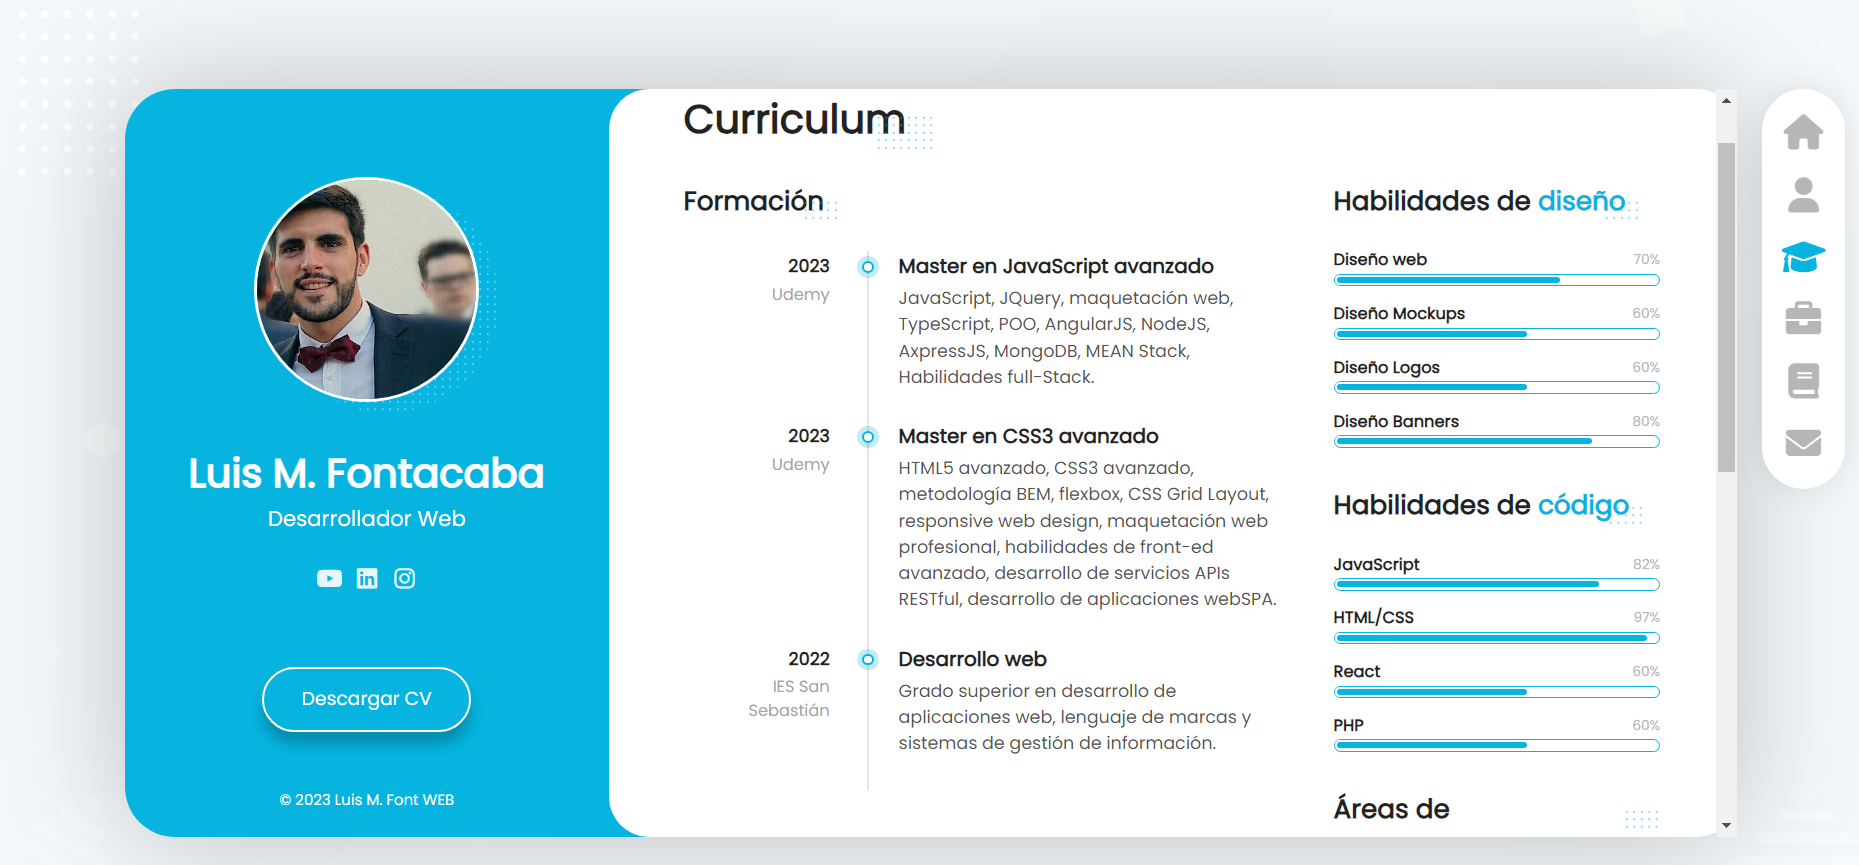 Luis M. Fontacaba
Desarrollador Web
Descargar CV
© 2023 Luis M. Font WEB
Curriculum
Formación
2023
Udemy
Master en JavaScript avanzado
JavaScript, JQuery, maquetación web,
TypeScript, POO, AngularJS, NodeJS,
AxpressJS, MongoDB, MEAN Stack,
Habilidades full-Stack.
2023
Udemy
Master en CSS3 avanzado
HTML5 avanzado, CSS3 avanzado,
metodología BEM, flexbox, CSS Grid Layout,
responsive web design, maquetación web
profesional, habilidades de front-ed
avanzado, desarrollo de servicios APIs
RESTful, desarrollo de aplicaciones webSPA.
2022
IES San
Sebastián
Desarrollo web
Grado superior en desarrollo de
aplicaciones web, lenguaje de marcas y
sistemas de gestión de información.
Habilidades de diseño
Diseño web 70%
Diseño Mockups 60%
Diseño Logos 60%
Diseño Banners 80%
Habilidades de código
JavaScript 82%
HTML/CSS 97%
React 60%
PHP 60%
Áreas de